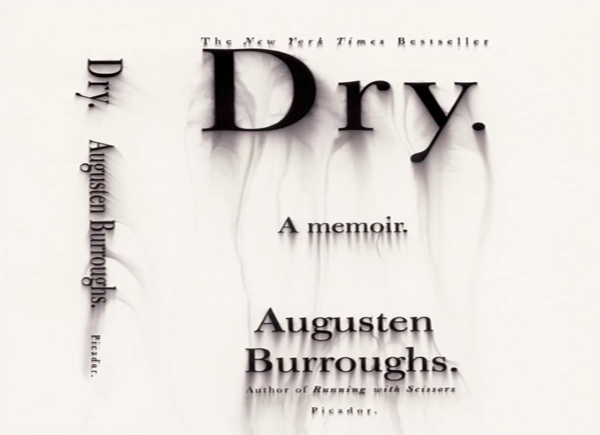 Dry. Augusten Burroughs. Picador.
The New York Times Bestseller
Dry.
A memoir.
Augusten
Burroughs.
Author of Running with Scissors
Picador.